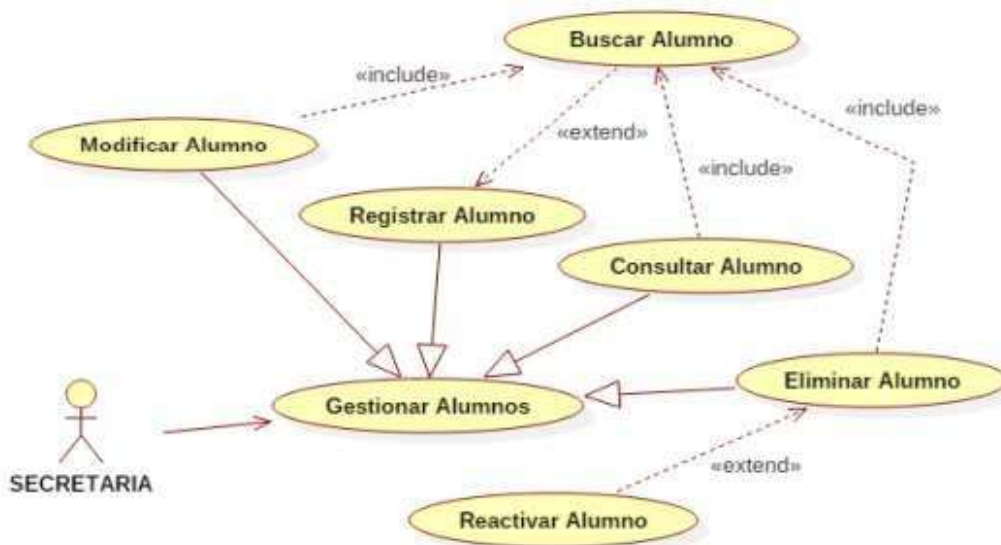 Buscar Alumno
«include»
«include»
Modificar Alumno
«extend»
«include»
Registrar Alumno
Consultar Alumno
Eliminar Alumno
Gestionar Alumnos
SECRETARIA
«extend»
Reactivar Alumno